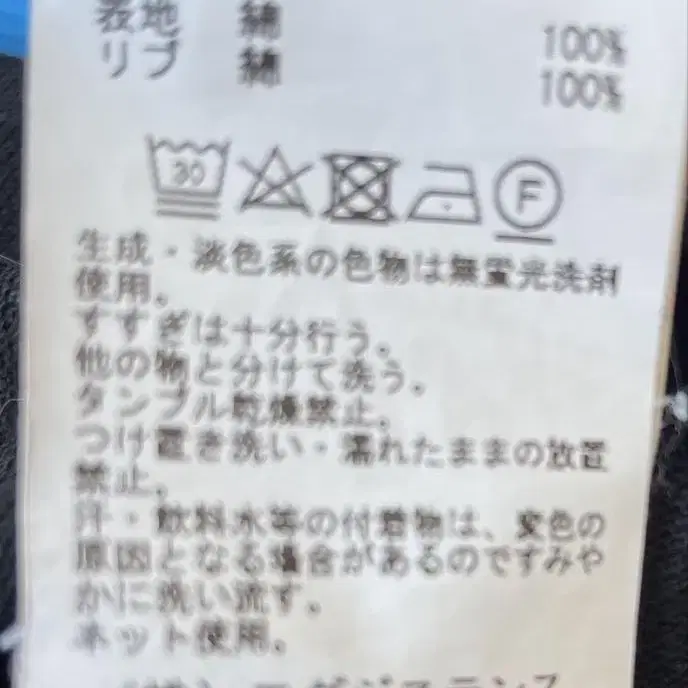 表地 綿 100%
リブ 綿 100%
30 F
生成・淡色系の色物は無蛍光洗剤
使用。
すすぎは十分行う。
他の物と分けて洗う。
タンブル乾燥禁止。
つけ置き洗い・濡れたままの放置
禁止。
汗・飲料水等の付着物は、変色の
原因となる場合があるのですみや
かに洗い流す。
ネット使用。